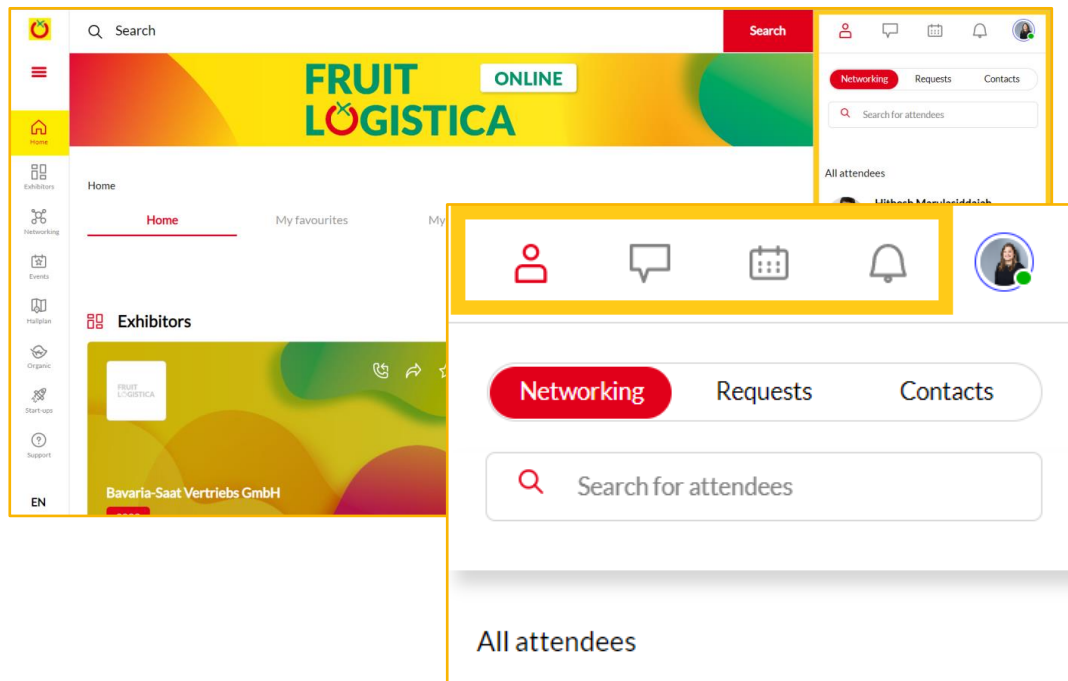 Search
Search
Networking Requests Contacts
Search for attendees
FRUIT ONLINE
LOGISTICA
Home
Exhibitors
Networking
Events
Hallplan
Organic
Start-ups
Support
EN
Home
Home My favourites My
All attendees
Exhibitors
FRUIT
LOGISTICA
Bavaria-Saat Vertriebs GmbH
Networking Requests Contacts
Search for attendees
All attendees